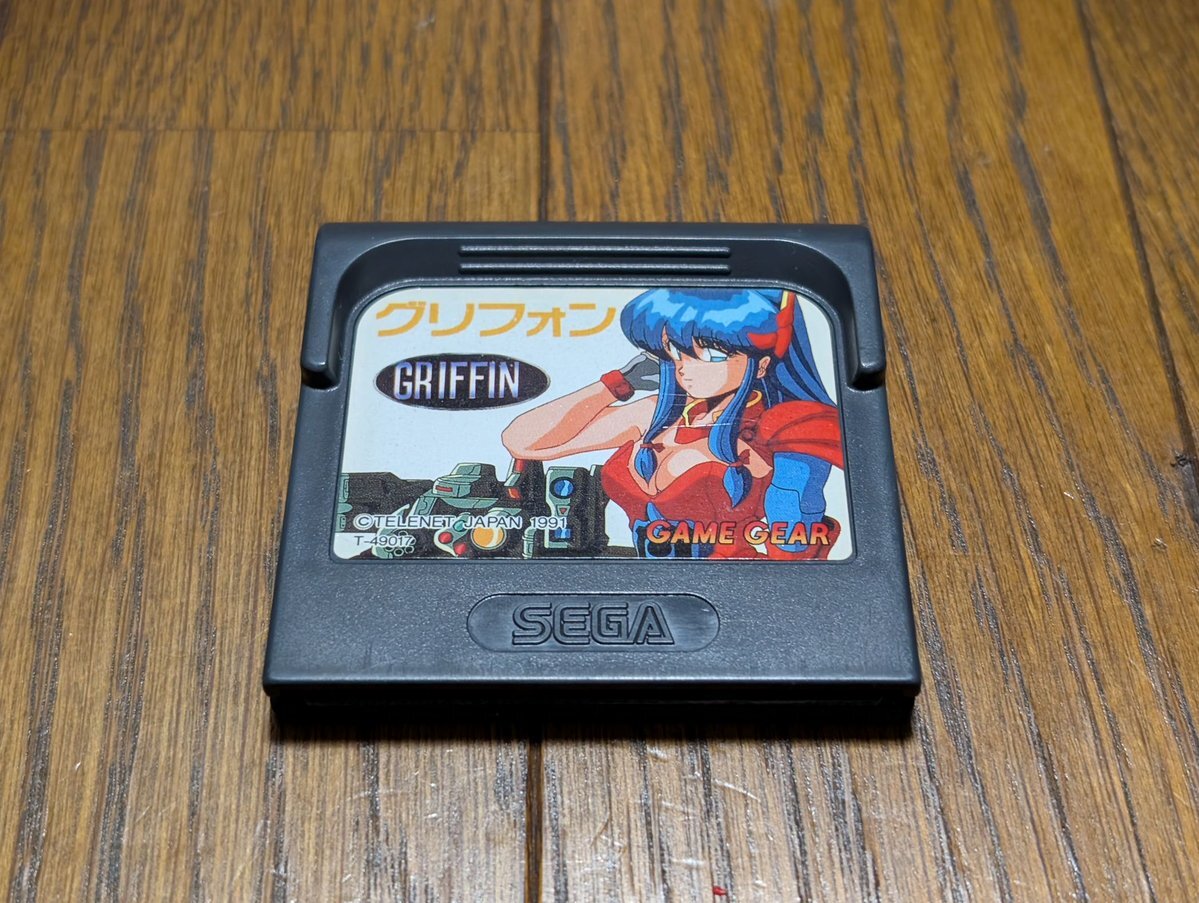 グリフォン
GRIFFIN
©TELENET JAPAN 1991
T-49017
GAME GEAR
SEGA